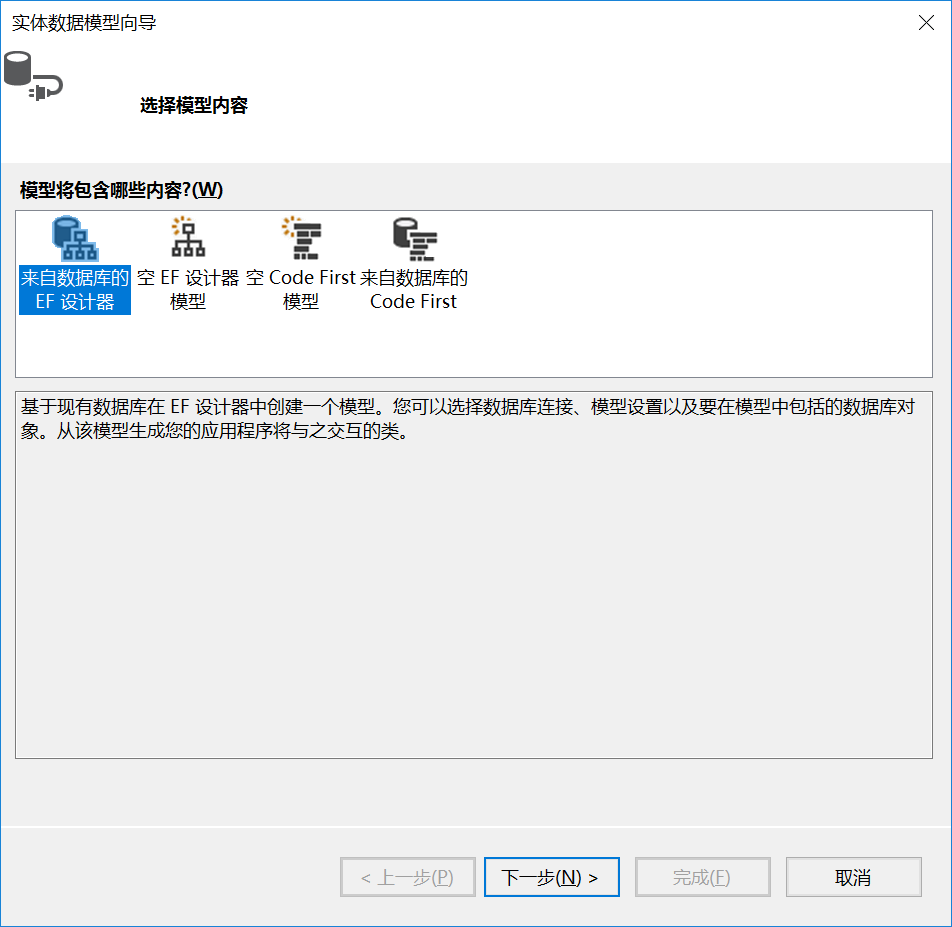 实体数据模型向导
选择模型内容
模型将包含哪些内容?(W)
来自数据库的
EF 设计器
空 EF 设计器
模型
空 Code First
模型
来自数据库的
Code First
基于现有数据库在 EF 设计器中创建一个模型。您可以选择数据库连接、模型设置以及要在模型中包括的数据库对
象。从该模型生成您的应用程序将与之交互的类。
< 上一步(P)
下一步(N) >
完成(F)
取消